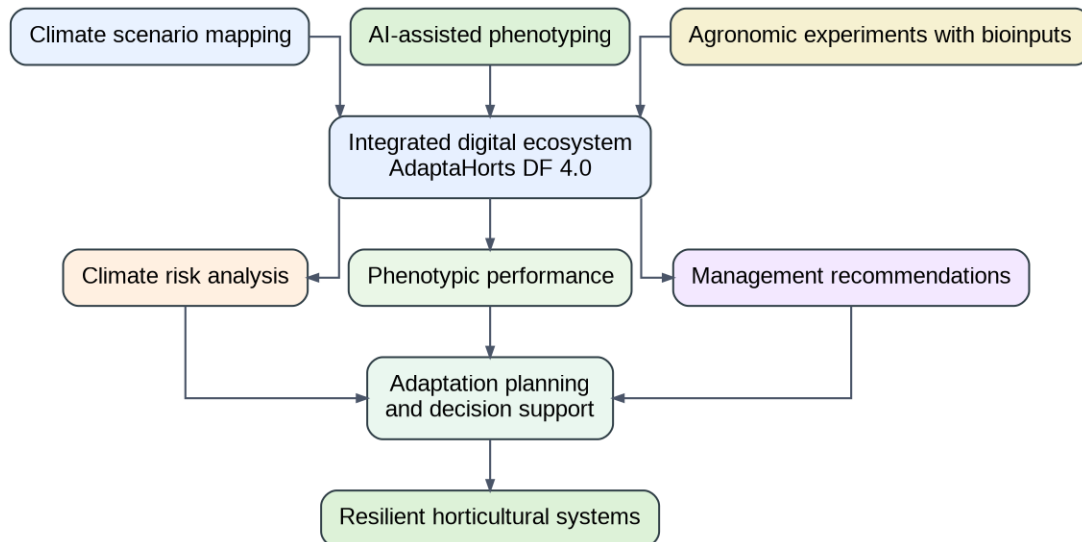 Climate scenario mapping
AI-assisted phenotyping
Agronomic experiments with bioinputs
Integrated digital ecosystem
AdaptaHorts DF 4.0
Climate risk analysis
Phenotypic performance
Management recommendations
Adaptation planning
and decision support
Resilient horticultural systems